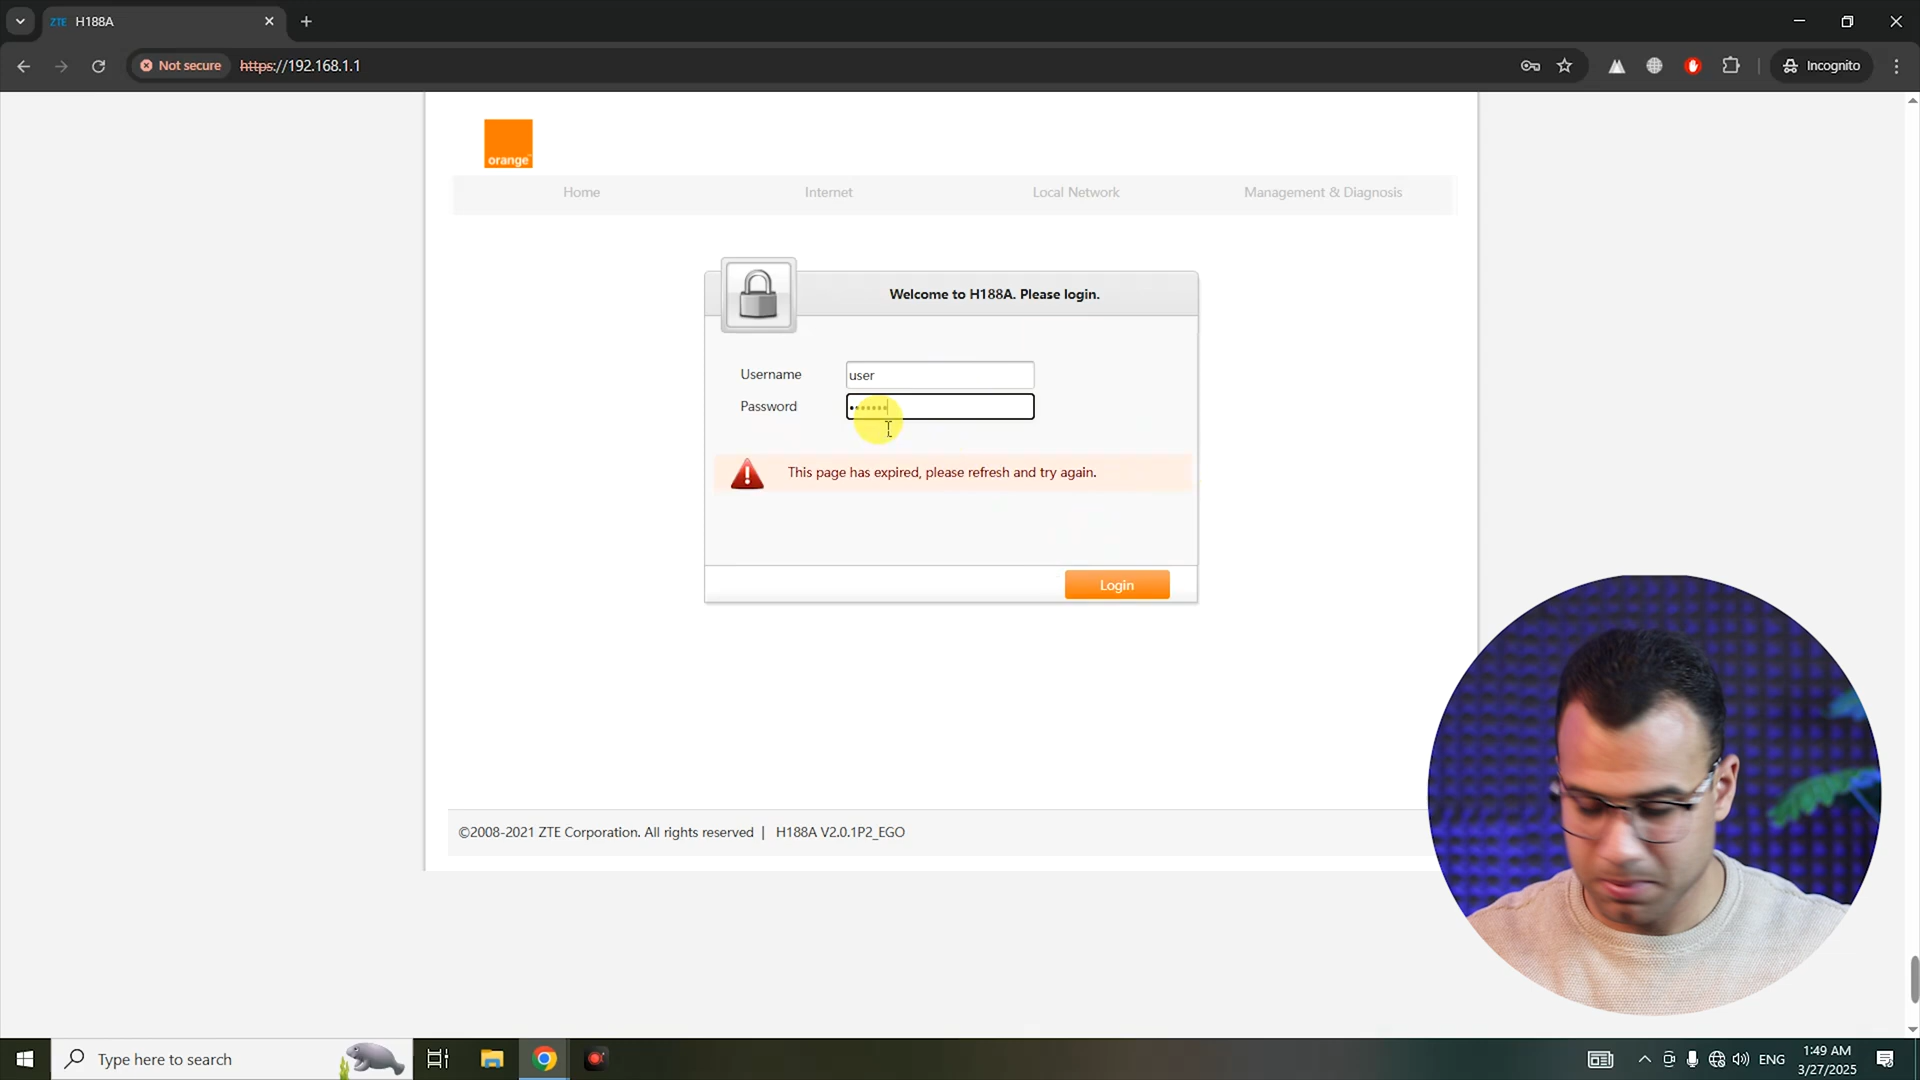 ZTE H188A
Not secure https://192.168.1.1
Incognito
orange™
Home Internet Local Network Management & Diagnosis
Welcome to H188A. Please login.
Username user
Password •••••••
This page has expired, please refresh and try again.
Login
©2008-2021 ZTE Corporation. All rights reserved | H188A V2.0.1P2_EGO
Type here to search
ENG
1:49 AM
3/27/2025